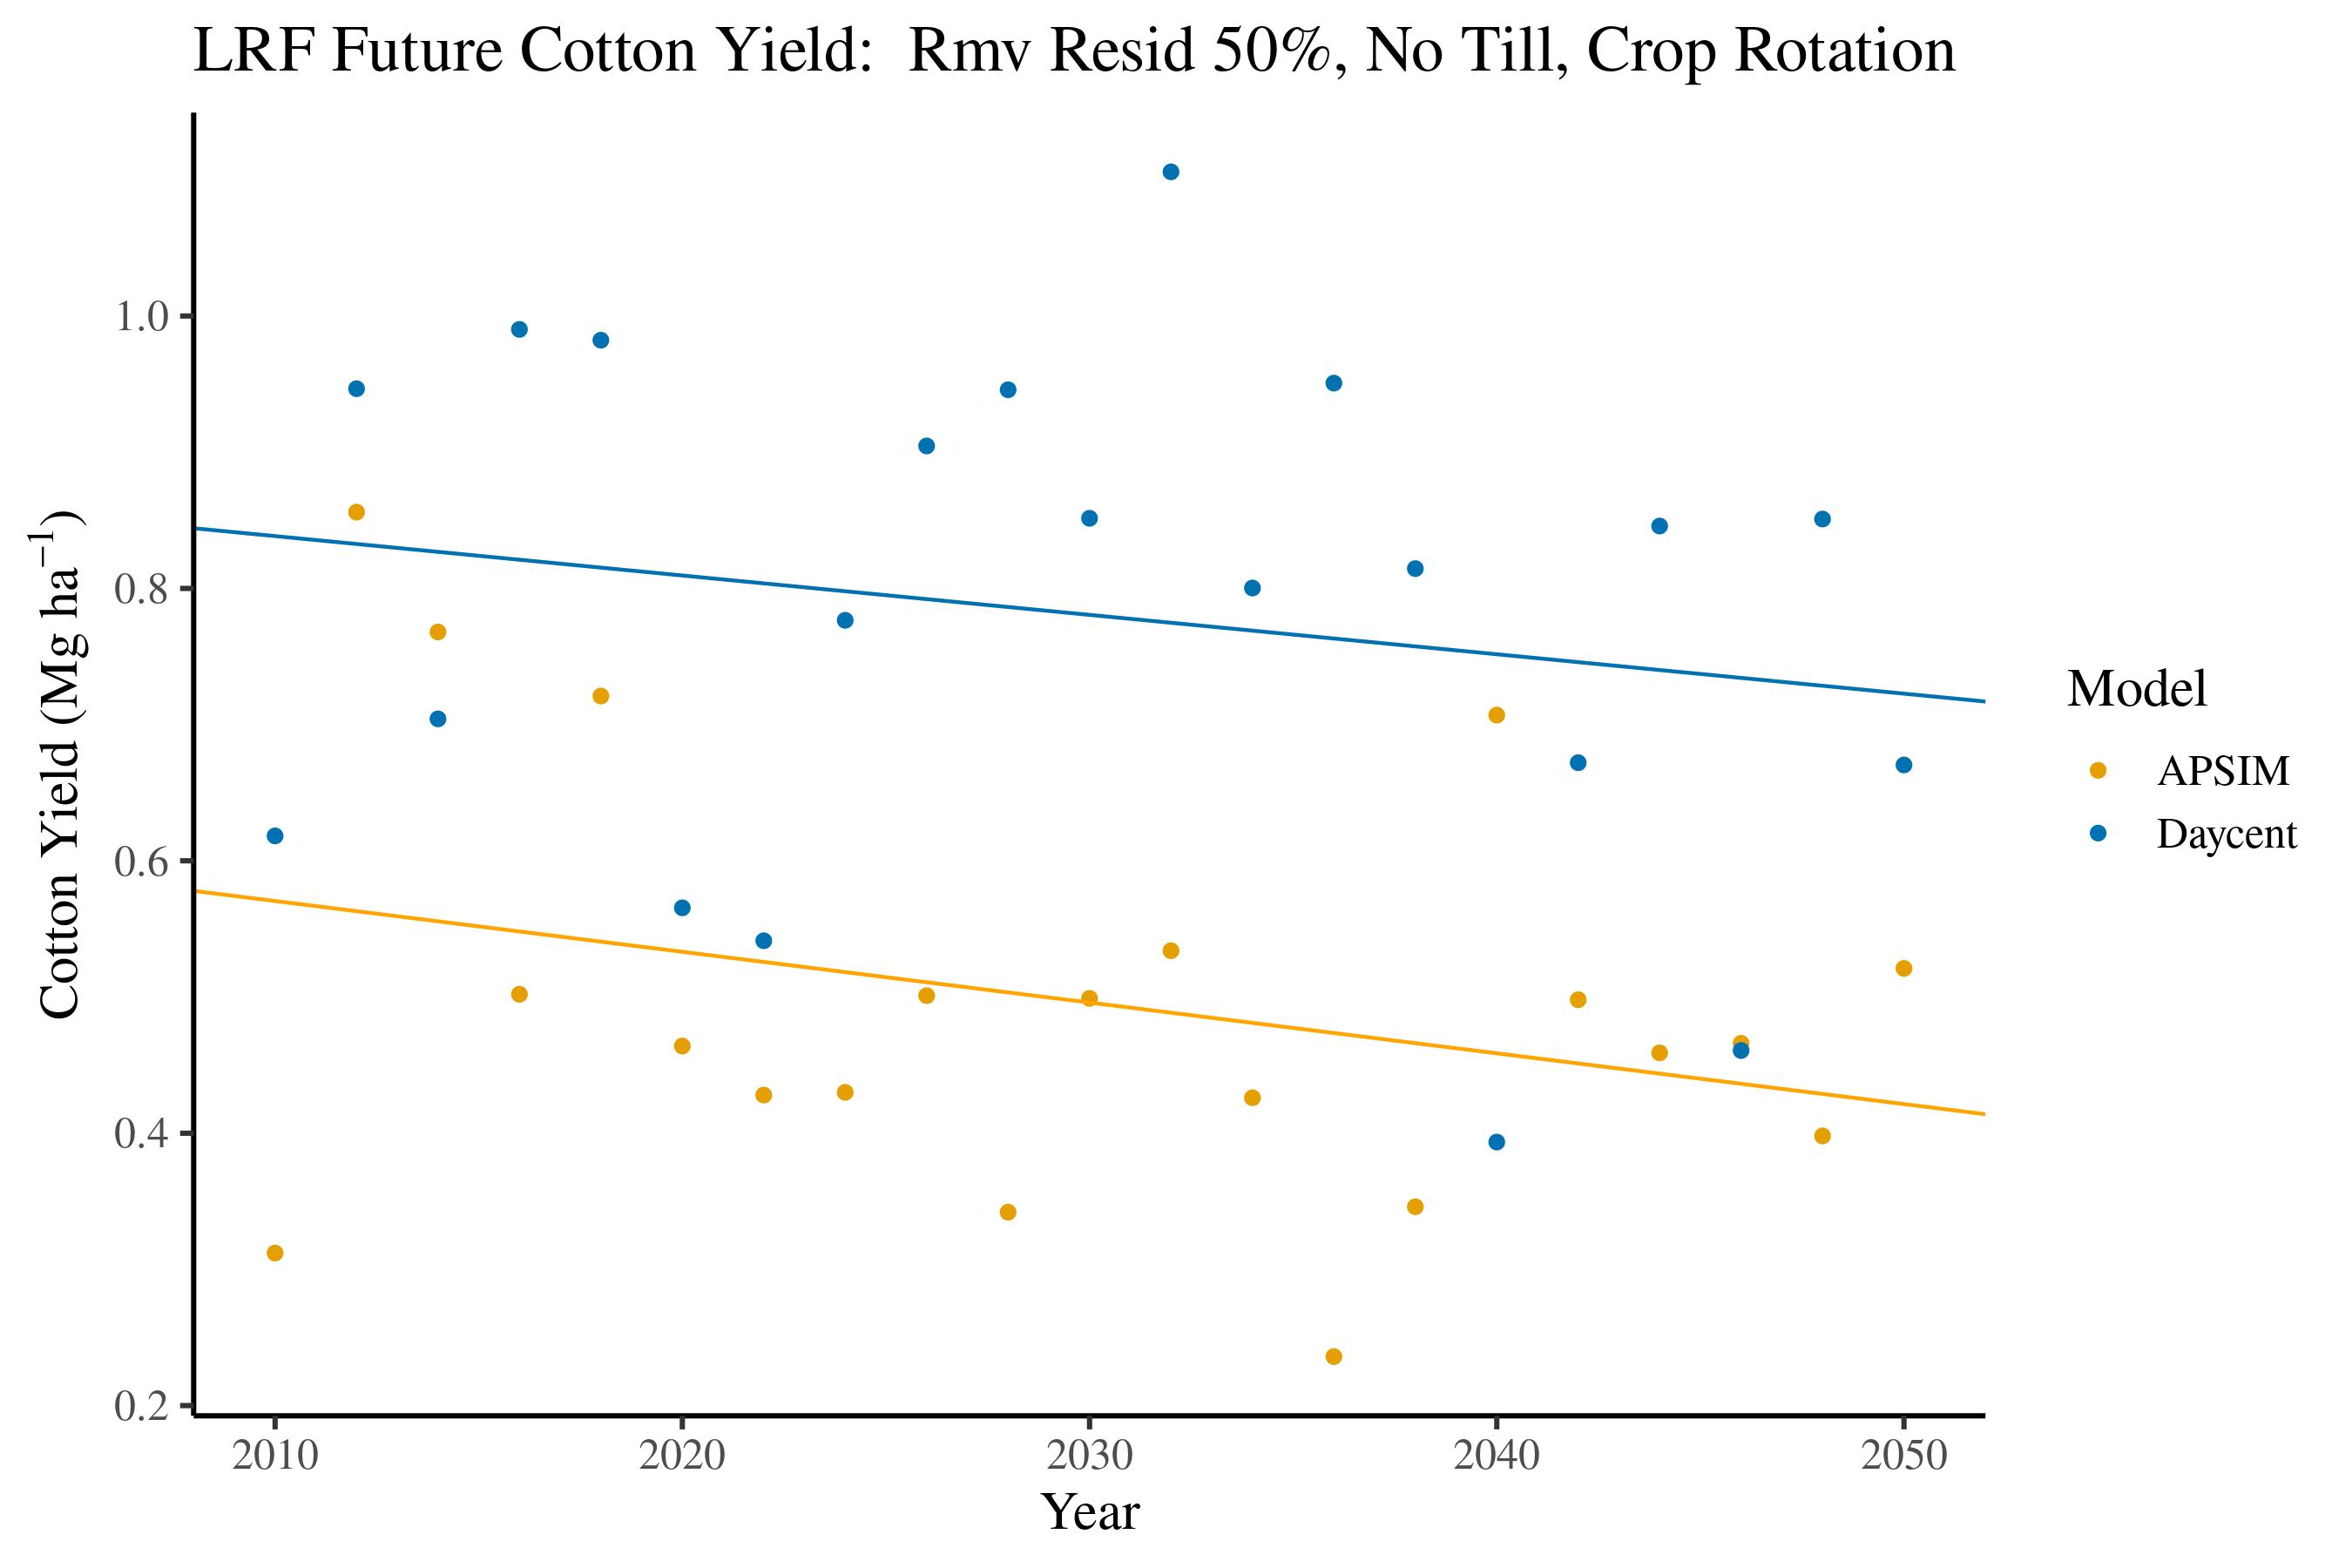 LRF Future Cotton Yield:  Rmv Resid 50%, No Till, Crop Rotation
Cotton Yield (Mg ha⁻¹)
1.0
0.8
0.6
0.4
0.2
2010 2020 2030 2040 2050
Year
Model
APSIM
Daycent